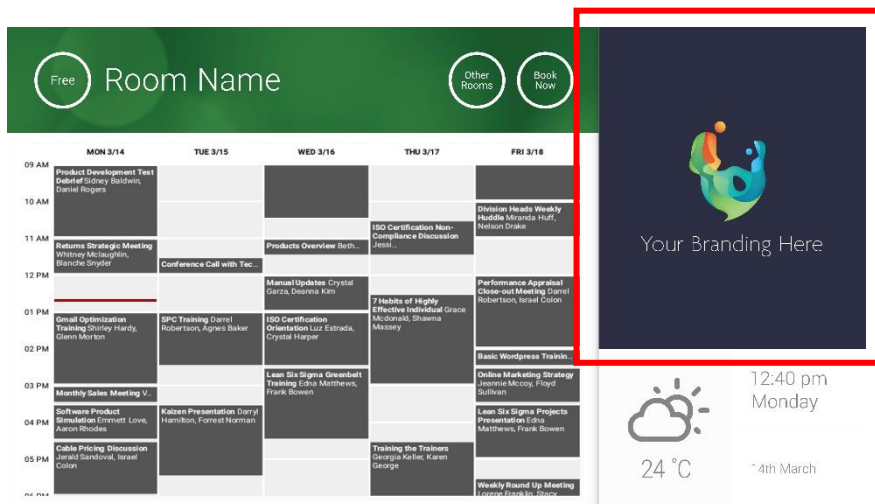 Free
Room Name
Other
Rooms
Book
Now
MON 3/14
TUE 3/15
WED 3/16
THU 3/17
FRI 3/18
09 AM
10 AM
11 AM
12 PM
01 PM
02 PM
03 PM
04 PM
05 PM
Product Development Test
Debrief Sidney Baldwin,
Daniel Rogers
Returns Strategic Meeting
Whitney Mclaughlin,
Blanche Snyder
Gmail Optimization
Training Shirley Hardy,
Glenn Morton
Monthly Sales Meeting V...
Software Product
Simulation Emmett Love,
Aaron Rhodes
Cable Pricing Discussion
Jerald Sandoval, Israel
Colon
Conference Call with Tec...
SPC Training Darrel
Robertson, Agnes Baker
Kaizen Presentation Darryl
Hamilton, Forrest Norman
Products Overview Beth...
Manual Updates Crystal
Garza, Deanna Kim
ISO Certification
Orientation Luz Estrada,
Crystal Harper
Lean Six Sigma Greenbelt
Training Edna Matthews,
Frank Bowen
ISO Certification Non-
Compliance Discussion
Jessi...
7 Habits of Highly
Effective Individual Grace
Mcdonald, Shawna
Massey
Training the Trainers
Georgia Keller, Karen
George
Division Heads Weekly
Huddle Miranda Huff,
Nelson Drake
Performance Appraisal
Close-out Meeting Darrel
Robertson, Israel Colon
Basic Wordpress Trainin...
Online Marketing Strategy
Jeannie Mccoy, Floyd
Sullivan
Lean Six Sigma Projects
Presentation Edna
Matthews, Frank Bowen
Weekly Round Up Meeting
Lorene Franklin, Stacy
Your Branding Here
12:40 pm
Monday
24 °C
14th March